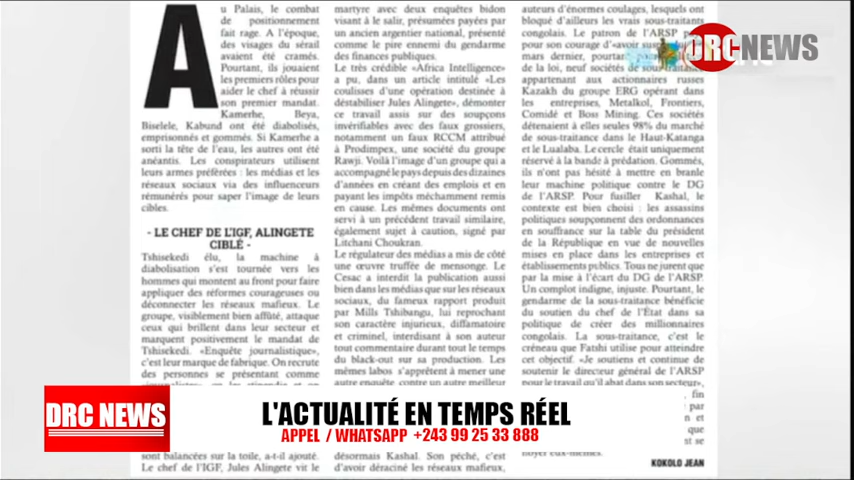 A
u Palais, le combat
de positionnement
fait rage. A l'époque,
des visages du sérail
avaient été cramés.
Pourtant, ils jouaient
les premiers rôles pour
aider le chef à réussir
son premier mandat.
Kamerhe, Beya,
Biselele, Kabund ont été diabolisés,
emprisonnés et gommés. Si Kamerhe a
sorti la tête de l'eau, les autres ont été
anéantis. Les conspirateurs utilisent
leurs armes préférées : les médias et les
réseaux sociaux via des influenceurs
rémunérés pour saper l'image de leurs
cibles.
- LE CHEF DE L'IGF, ALINGETE
CIBLÉ -
Tshisekedi élu, la machine à
diabolisation s'est tournée vers les
hommes qui montent au front pour faire
appliquer des réformes courageuses ou
déconnecter les réseaux mafieux. Le
groupe, visiblement bien affûté, attaque
ceux qui brillent dans leur secteur et
marquent positivement le mandat de
Tshisekedi. «Enquête journalistique»,
c'est leur marque de fabrique. On recrute
des personnes se présentant comme
sont balancées sur la toile, a-t-il ajouté.
Le chef de l'IGF, Jules Alingete vit le
martyre avec deux enquêtes bidon
visant à le salir, présumées payées par
un ancien argentier national, présenté
comme le pire ennemi du gendarme
des finances publiques.
Le très crédible «Africa Intelligence»
a pu, dans un article intitulé «Les
coulisses d'une opération destinée à
déstabiliser Jules Alingete», démonter
ce travail assis sur des soupçons
invérifiables avec des faux grossiers,
notamment un faux RCCM attribué
à Prodimpex, une société du groupe
Rawji. Voilà l'image d'un groupe qui a
accompagné le pays depuis des dizaines
d'années en créant des emplois et en
payant les impôts méchamment remis
en cause. Les mêmes documents ont
servi à un précédent travail similaire,
également sujet à caution, signé par
Litchani Choukran.
Le régulateur des médias a mis de côté
une œuvre truffée de mensonge. Le
Cesac a interdit la publication aussi
bien dans les médias que sur les réseaux
sociaux, du fameux rapport produit
par Mills Tshibangu, lui reprochant
son caractère injurieux, diffamatoire
et criminel, interdisant à son auteur
tout commentaire durant tout le temps
du black-out sur sa production. Les
mêmes labos s'apprêtent à mener une
autre enquête contre un autre meilleur
désormais Kashal. Son péché, c'est
d'avoir déraciné les réseaux mafieux,
auteurs d'énormes coulages, lesquels ont
bloqué d'ailleurs les vrais sous-traitants
congolais. Le patron de l'ARSP
pour son courage d'«avoir
mars dernier, pourtant
de la loi, neuf sociétés de sous-traitance
appartenant aux actionnaires russes
Kazakh du groupe ERG opérant dans
les entreprises, Metalkol, Frontiers,
Comidé et Boss Mining. Ces sociétés
détenaient à elles seules 98% du marché
de sous-traitance dans le Haut-Katanga
et le Lualaba. Le cercle était uniquement
réservé à la bande à prédation. Gommés,
ils n'ont pas hésité à mettre en branle
leur machine politique contre le DG
de l'ARSP. Pour fusiller Kashal, le
contexte est bien choisi : les assassins
politiques soupçonnent des ordonnances
en souffrance sur la table du président
de la République en vue de nouvelles
mises en place dans les entreprises et
établissements publics. Tous ne jurent que
par la mise à l'écart du DG de l'ARSP.
Un complot indigne, injuste. Pourtant, le
gendarme de la sous-traitance bénéficie
du soutien du chef de l'État dans sa
politique de créer des millionnaires
congolais. La sous-traitance, c'est le
créneau que Fatshi utilise pour atteindre
cet objectif. «Je soutiens et continue de
soutenir le directeur général de l'ARSP
pour le travail qu'il abat dans son secteur»,
fin
par
et
que
se
noyer eux-mêmes.
KOKOLO JEAN
DRCNEWS
DRC NEWS
L'ACTUALITÉ EN TEMPS RÉEL
APPEL / WHATSAPP +243 99 25 33 888